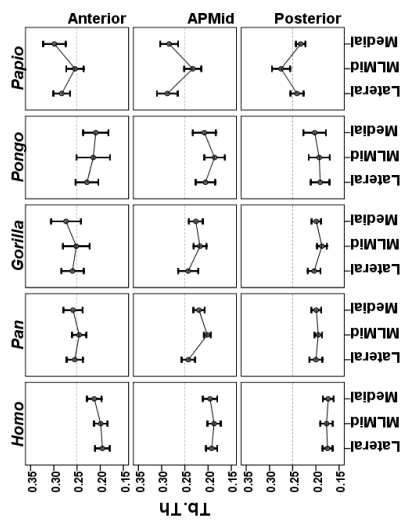 Anterior APMid Posterior
Papio
Medial
MLMid
Lateral
Pongo
Medial
MLMid
Lateral
Gorilla
Medial
MLMid
Lateral
Pan
Medial
MLMid
Lateral
Homo
Medial
MLMid
Lateral
0.35 0.30 0.25 0.20 0.15 0.35 0.30 0.25 0.20 0.15 0.35 0.30 0.25 0.20 0.15
Tb.Th